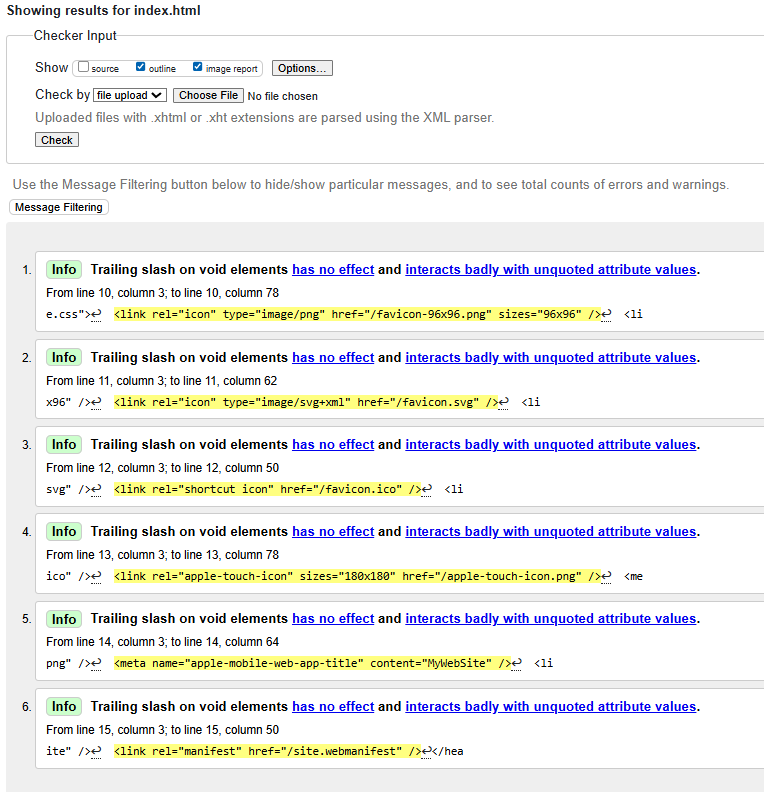 Showing results for index.html
Checker Input
Show source outline image report Options...
Check by file upload Choose File No file chosen
Uploaded files with .xhtml or .xht extensions are parsed using the XML parser.
Check
Use the Message Filtering button below to hide/show particular messages, and to see total counts of errors and warnings.
Message Filtering
1. Info Trailing slash on void elements has no effect and interacts badly with unquoted attribute values.
From line 10, column 3; to line 10, column 78
e.css">↩ <link rel="icon" type="image/png" href="/favicon-96x96.png" sizes="96x96" />↩ <li
2. Info Trailing slash on void elements has no effect and interacts badly with unquoted attribute values.
From line 11, column 3; to line 11, column 62
x96" />↩ <link rel="icon" type="image/svg+xml" href="/favicon.svg" />↩ <li
3. Info Trailing slash on void elements has no effect and interacts badly with unquoted attribute values.
From line 12, column 3; to line 12, column 50
svg" />↩ <link rel="shortcut icon" href="/favicon.ico" />↩ <li
4. Info Trailing slash on void elements has no effect and interacts badly with unquoted attribute values.
From line 13, column 3; to line 13, column 78
ico" />↩ <link rel="apple-touch-icon" sizes="180x180" href="/apple-touch-icon.png" />↩ <me
5. Info Trailing slash on void elements has no effect and interacts badly with unquoted attribute values.
From line 14, column 3; to line 14, column 64
png" />↩ <meta name="apple-mobile-web-app-title" content="MyWebSite" />↩ <li
6. Info Trailing slash on void elements has no effect and interacts badly with unquoted attribute values.
From line 15, column 3; to line 15, column 50
ite" />↩ <link rel="manifest" href="/site.webmanifest" />↩</hea